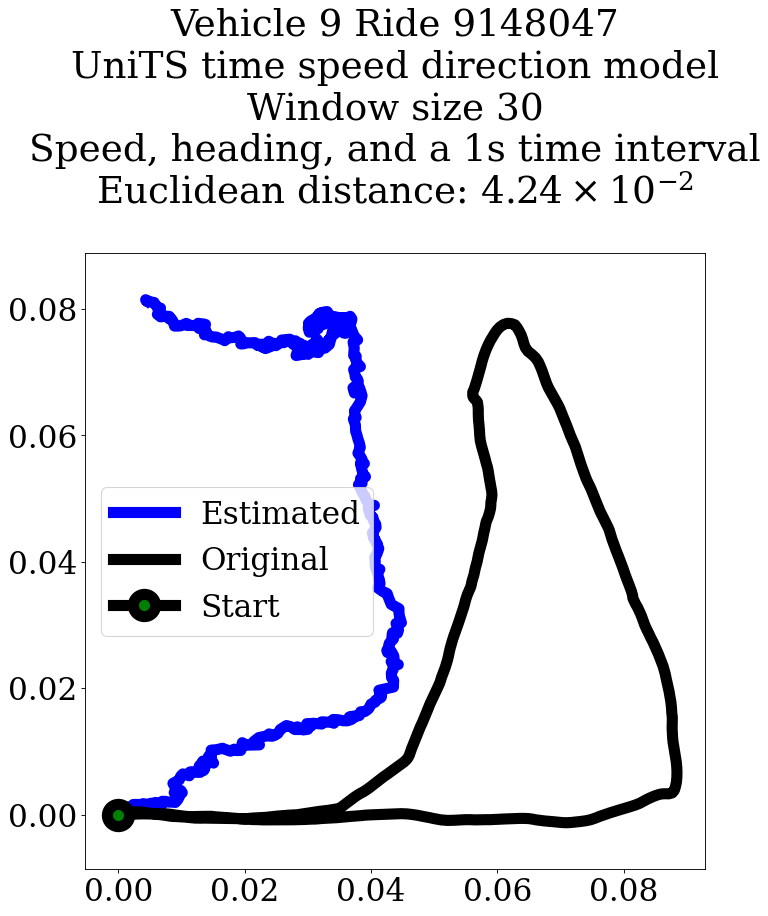 Vehicle 9 Ride 9148047
UniTS time speed direction model
Window size 30
Speed, heading, and a 1s time interval
Euclidean distance: 4.24 × 10⁻²
0.08
0.06
0.04
0.02
0.00
Estimated
Original
Start
0.00 0.02 0.04 0.06 0.08